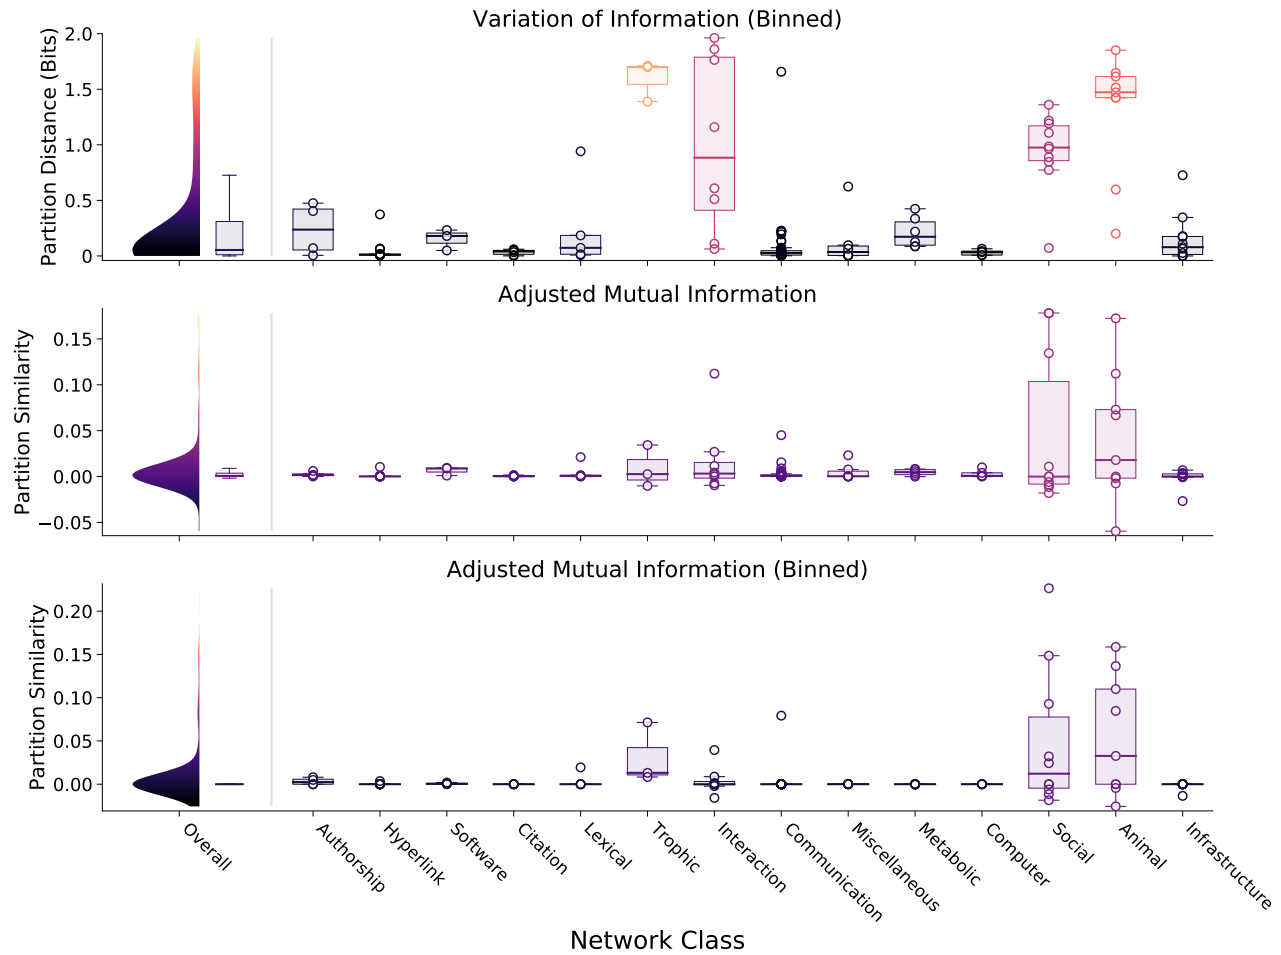 Variation of Information (Binned)
Partition Distance (Bits)
2.0
1.5
1.0
0.5
0
Adjusted Mutual Information
Partition Similarity
0.15
0.10
0.05
0.00
−0.05
Adjusted Mutual Information (Binned)
Partition Similarity
0.20
0.15
0.10
0.05
0.00
Overall
Authorship
Hyperlink
Software
Citation
Lexical
Trophic
Interaction
Communication
Miscellaneous
Metabolic
Computer
Social
Animal
Infrastructure
Network Class